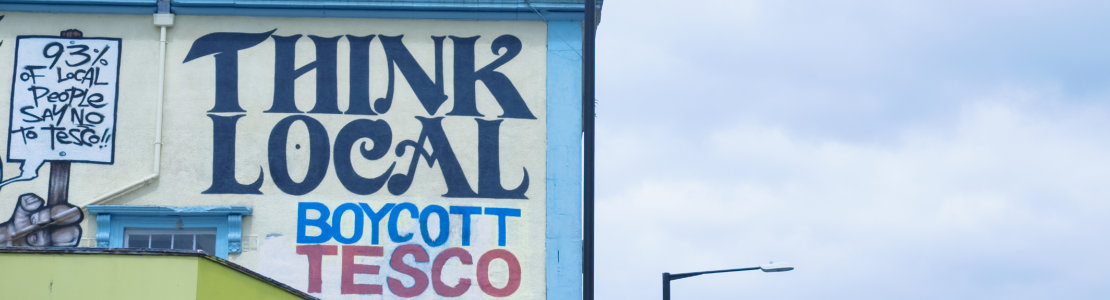 93%
OF LOCAL
PEOPLE
SAY NO
TO TESCO!!
THINK
LOCAL
BOYCOTT
TESCO